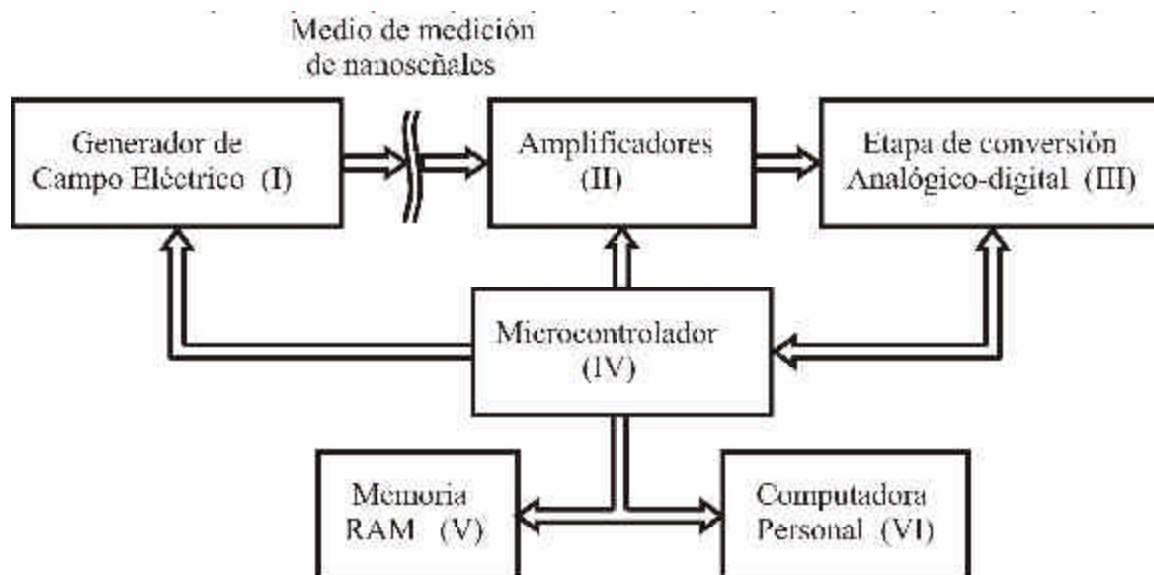 Medio de medición
de nanoseñales
Generador de
Campo Eléctrico (I)
Amplificadores
(II)
Etapa de conversión
Analógico-digital (III)
Microcontrolador
(IV)
Memoria
RAM (V)
Computadora
Personal (VI)